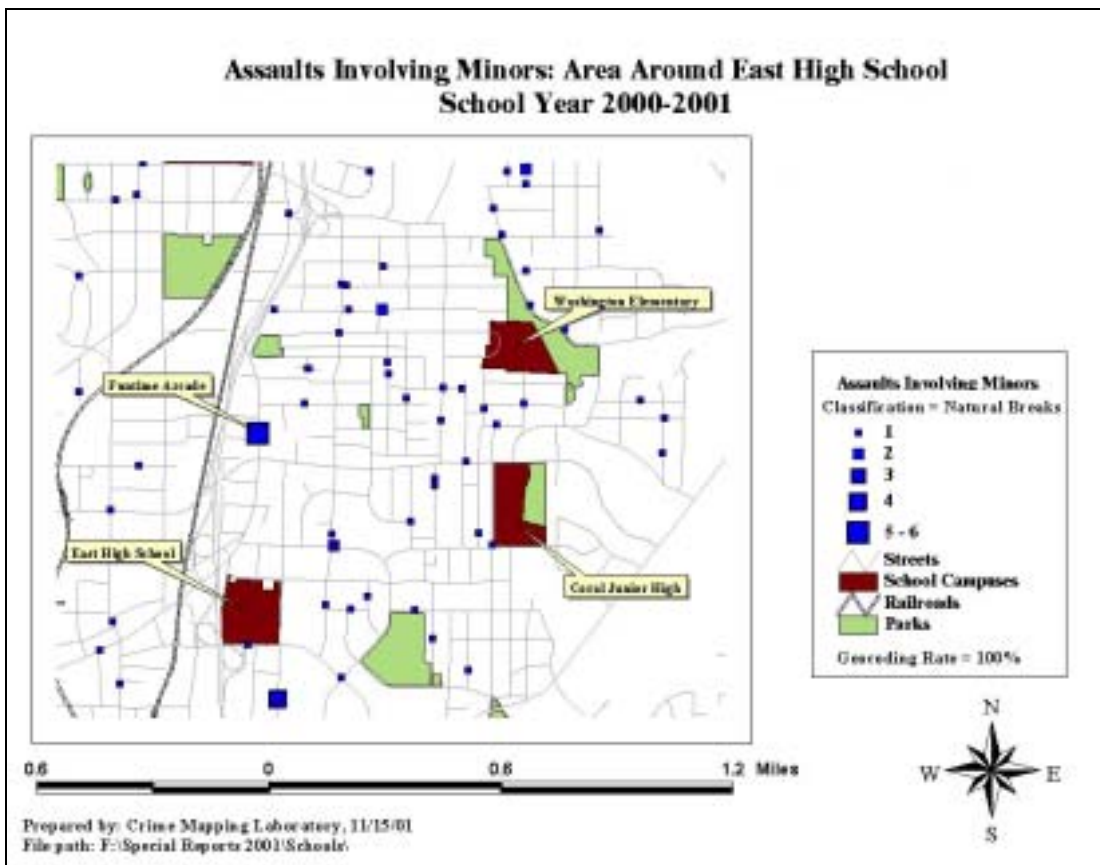 Assaults Involving Minors: Area Around East High School
School Year 2000-2001
Washington Elementary
Funtime Arcade
East High School
Coral Junior High
Assaults Involving Minors
Classification = Natural Breaks
1
2
3
4
5 - 6
Streets
School Campuses
Railroads
Parks
Geocoding Rate = 100%
N
W E
S
0.6 0 0.6 1.2 Miles
Prepared by: Crime Mapping Laboratory, 11/15/01
File path: F:\Special Reports 2001\Schools\